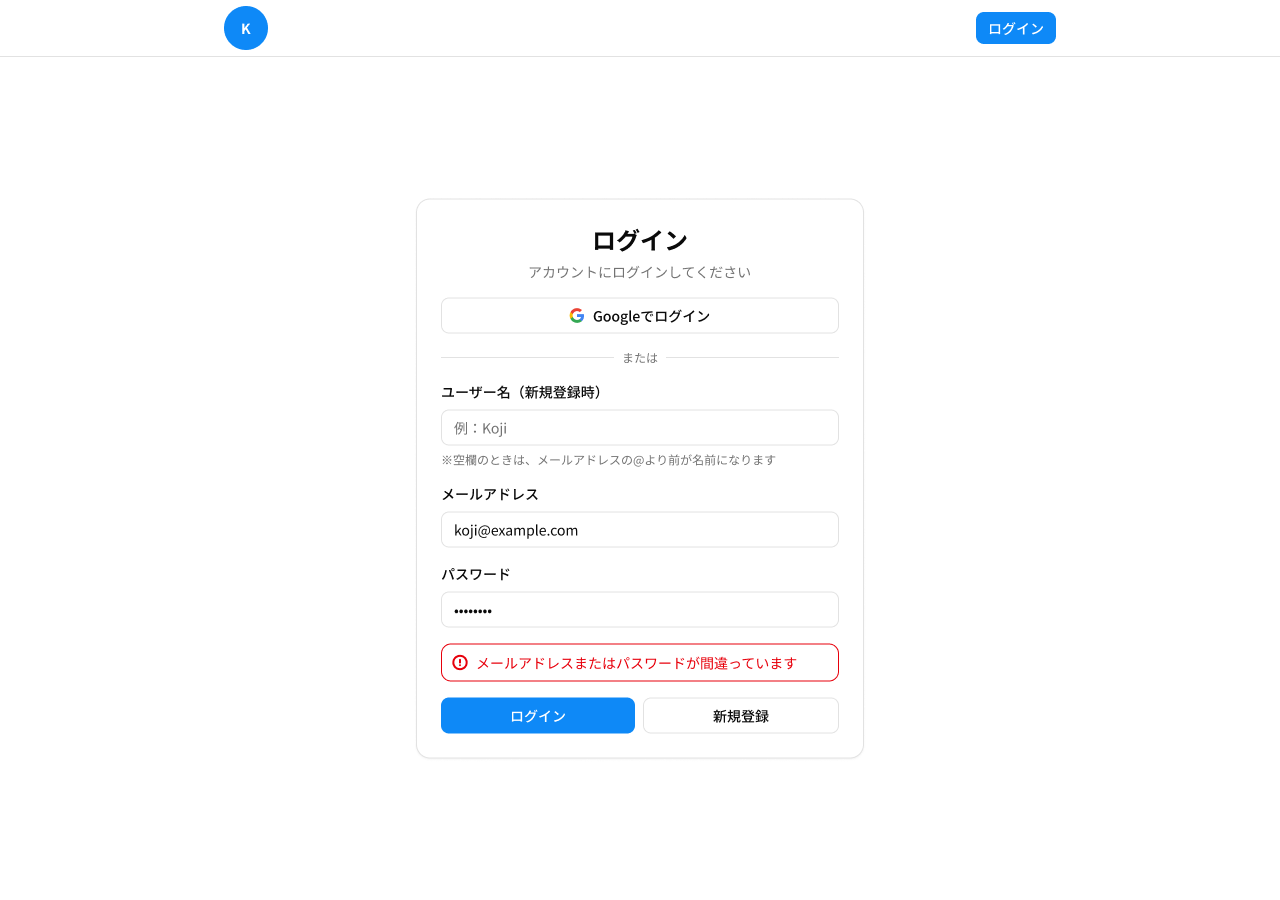 K
ログイン
ログイン
アカウントにログインしてください
Googleでログイン
または
ユーザー名（新規登録時）
例：Koji
※空欄のときは、メールアドレスの@より前が名前になります
メールアドレス
koji@example.com
パスワード
••••••••
メールアドレスまたはパスワードが間違っています
ログイン
新規登録